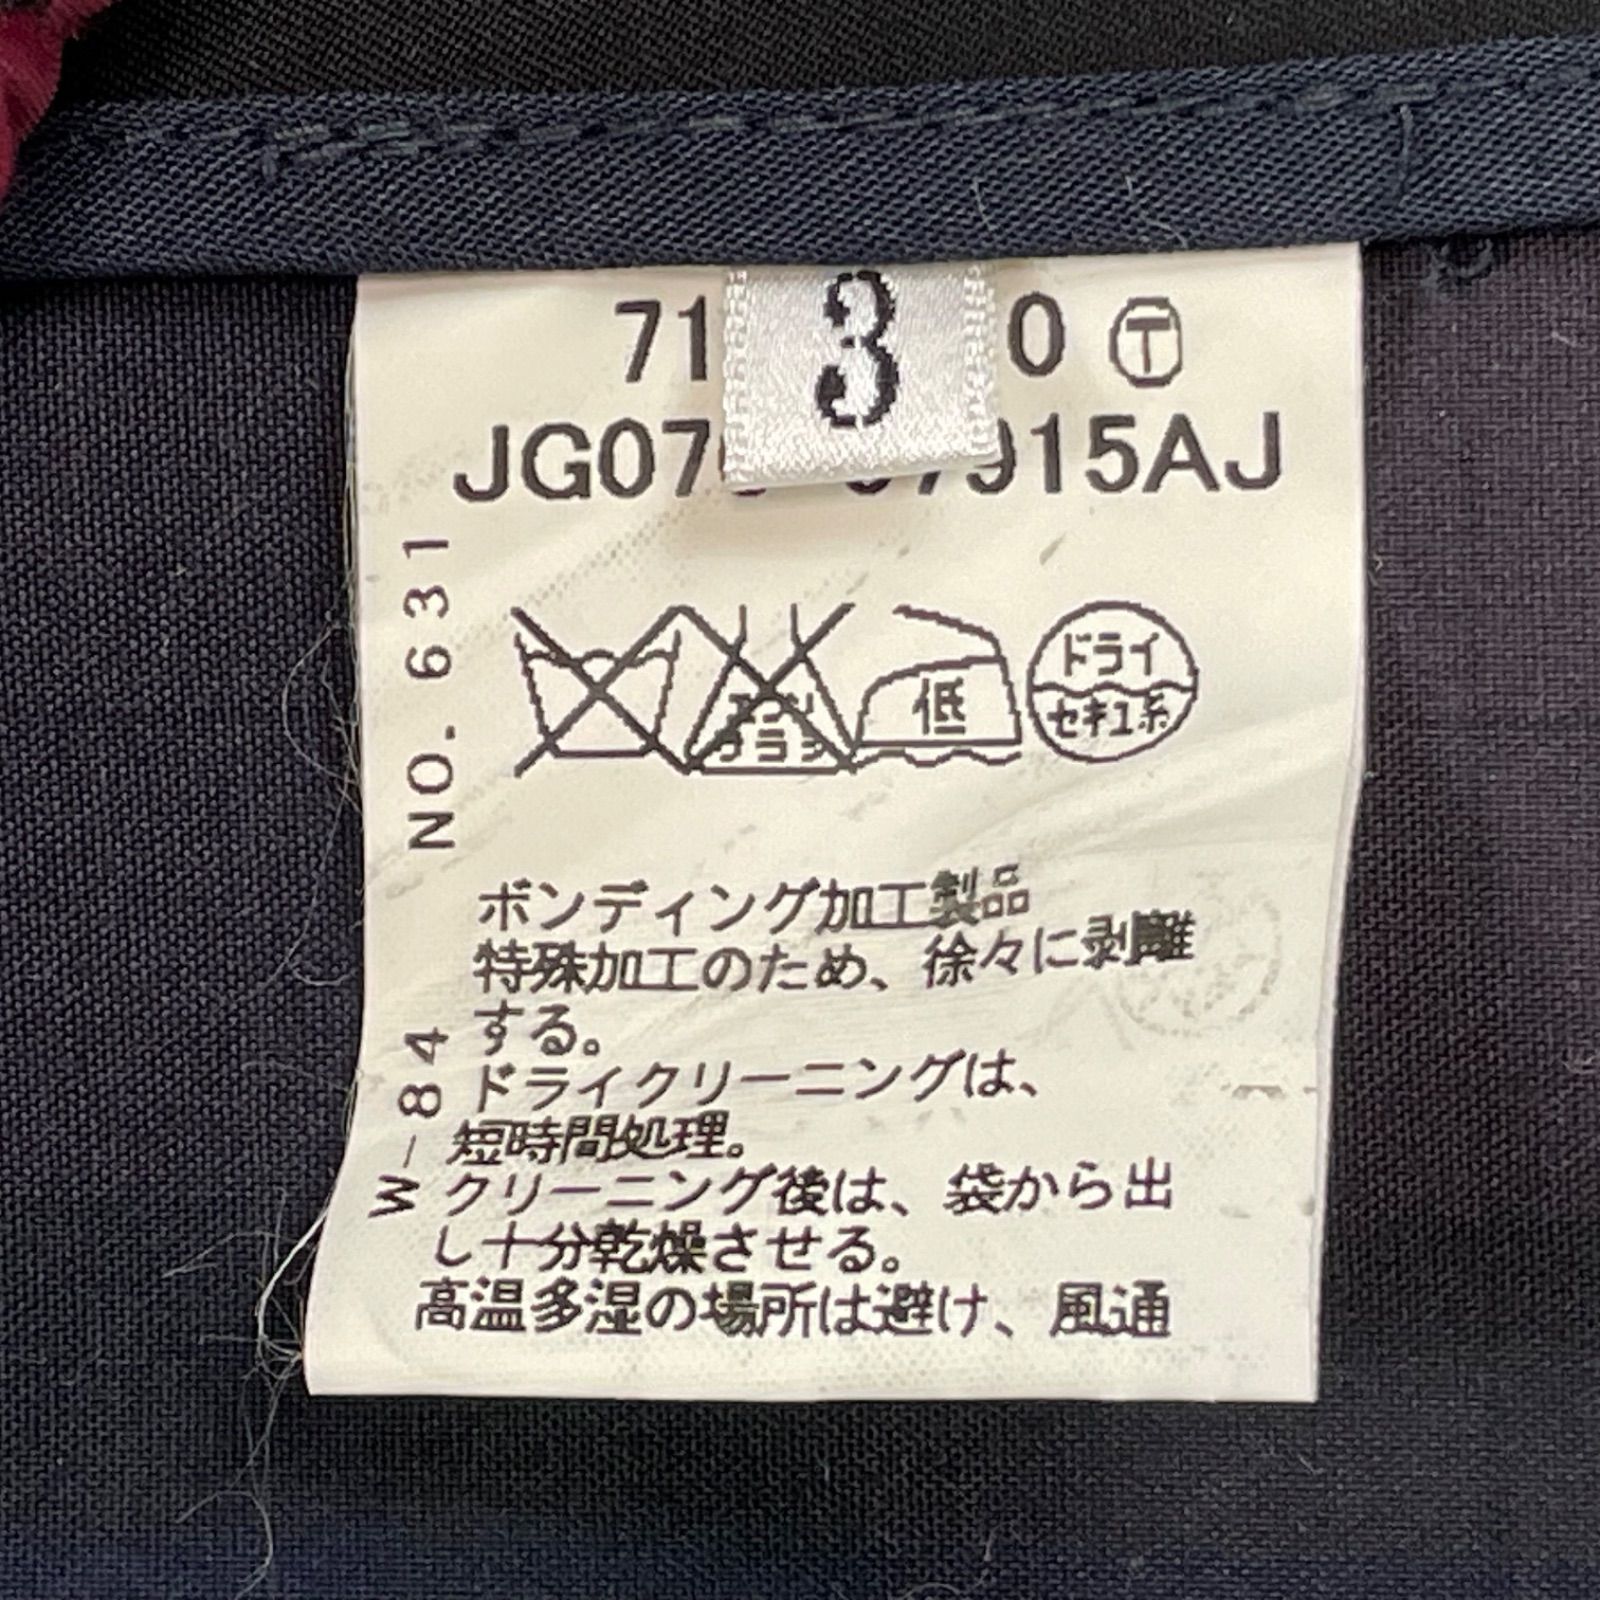 3
71 0 Ⓣ
915AJ
NO. 631
低
ドライ
セキユ系
ボンディング加工製品
特殊加工のため、徐々に剥離
する。
ドライクリーニングは、
短時間処理。
クリーニング後は、袋から出
し十分乾燥させる。
高温多湿の場所は避け、風通
W-84